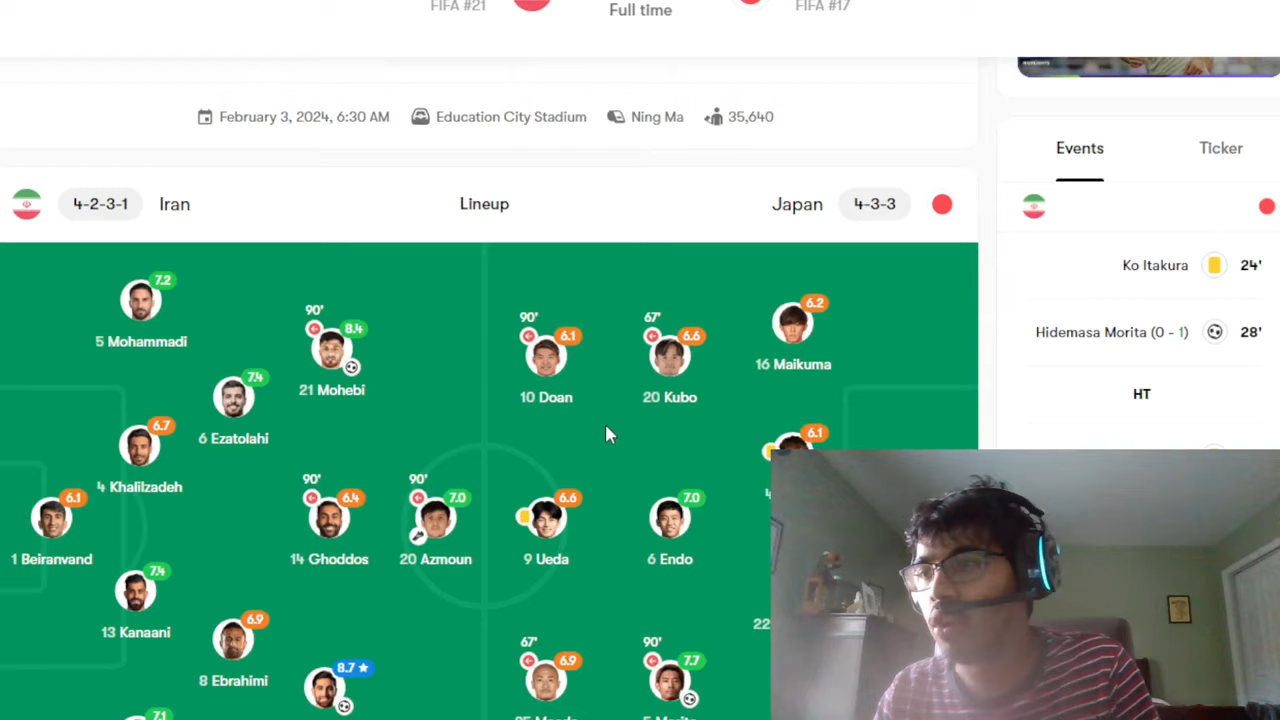 FIFA #21
Full time
FIFA #17
February 3, 2024, 6:30 AM
Education City Stadium
Ning Ma
35,640
Events
Ticker
4-2-3-1
Iran
Lineup
Japan
4-3-3
Ko Itakura
24'
Hidemasa Morita (0 - 1)
28'
HT
7.2
5 Mohammadi
90'
8.4
21 Mohebi
90'
6.1
10 Doan
67'
6.6
20 Kubo
6.2
16 Maikuma
7.4
6 Ezatolahi
6.7
4 Khalilzadeh
6.1
6.1
1 Beiranvand
90'
6.4
14 Ghoddos
90'
7.0
20 Azmoun
6.6
9 Ueda
7.0
6 Endo
7.4
13 Kanaani
6.9
8 Ebrahimi
8.7
67'
6.9
90'
7.7
22
7.1